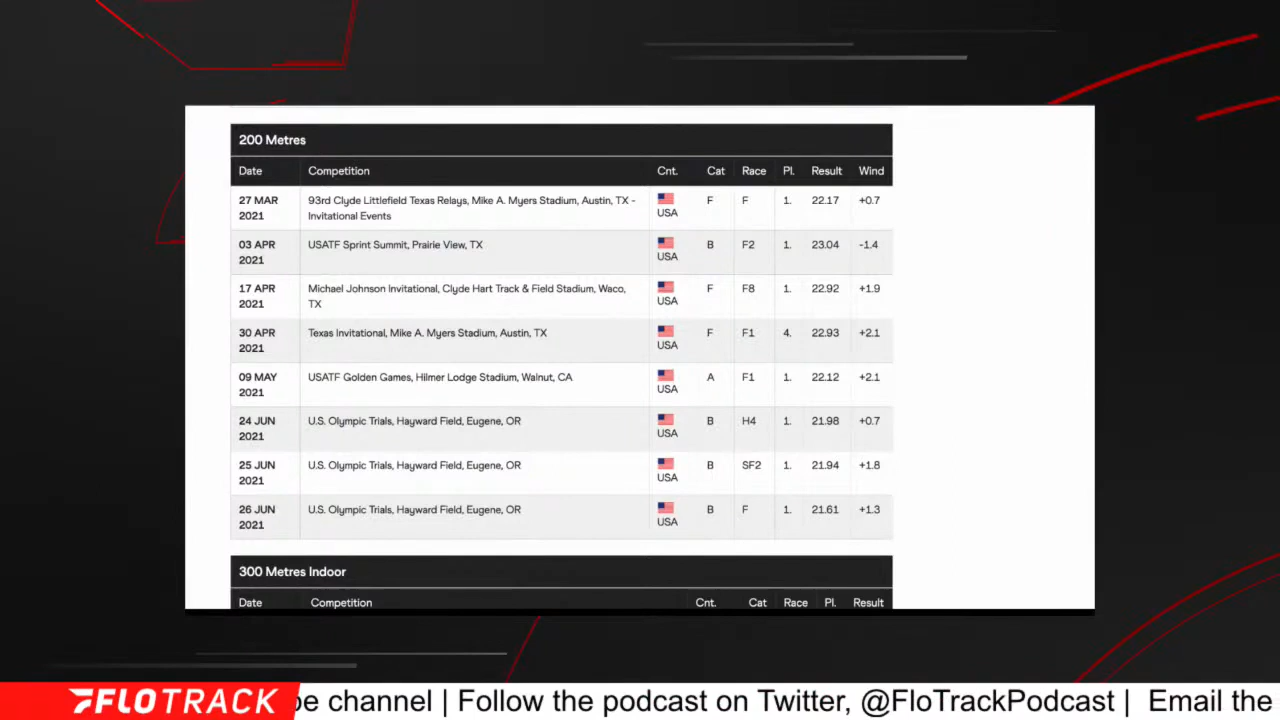 200 Metres
Date Competition Cnt. Cat Race Pl. Result Wind
27 MAR 93rd Clyde Littlefield Texas Relays, Mike A. Myers Stadium, Austin, TX - F F 1. 22.17 +0.7
2021 Invitational Events USA
03 APR USATF Sprint Summit, Prairie View, TX B F2 1. 23.04 -1.4
2021 USA
17 APR Michael Johnson Invitational, Clyde Hart Track & Field Stadium, Waco, F F8 1. 22.92 +1.9
2021 TX USA
30 APR Texas Invitational, Mike A. Myers Stadium, Austin, TX F F1 4. 22.93 +2.1
2021 USA
09 MAY USATF Golden Games, Hilmer Lodge Stadium, Walnut, CA A F1 1. 22.12 +2.1
2021 USA
24 JUN U.S. Olympic Trials, Hayward Field, Eugene, OR B H4 1. 21.98 +0.7
2021 USA
25 JUN U.S. Olympic Trials, Hayward Field, Eugene, OR B SF2 1. 21.94 +1.8
2021 USA
26 JUN U.S. Olympic Trials, Hayward Field, Eugene, OR B F 1. 21.61 +1.3
2021 USA
300 Metres Indoor
Date Competition Cnt. Cat Race Pl. Result
FLOTRACK be channel | Follow the podcast on Twitter, @FloTrackPodcast | Email the